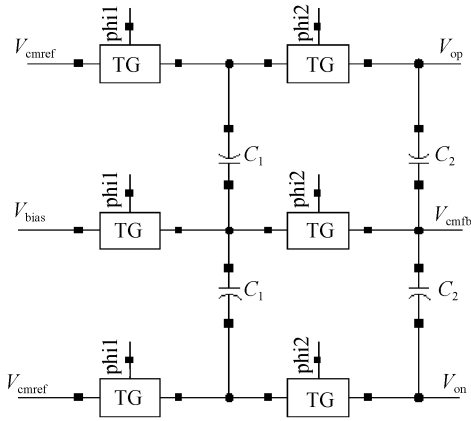 phi1 phi2
V_cmref TG TG V_op
C_1 C_2
phi1 phi2
V_bias TG TG V_cmfb
C_1 C_2
phi1 phi2
V_cmref TG TG V_on